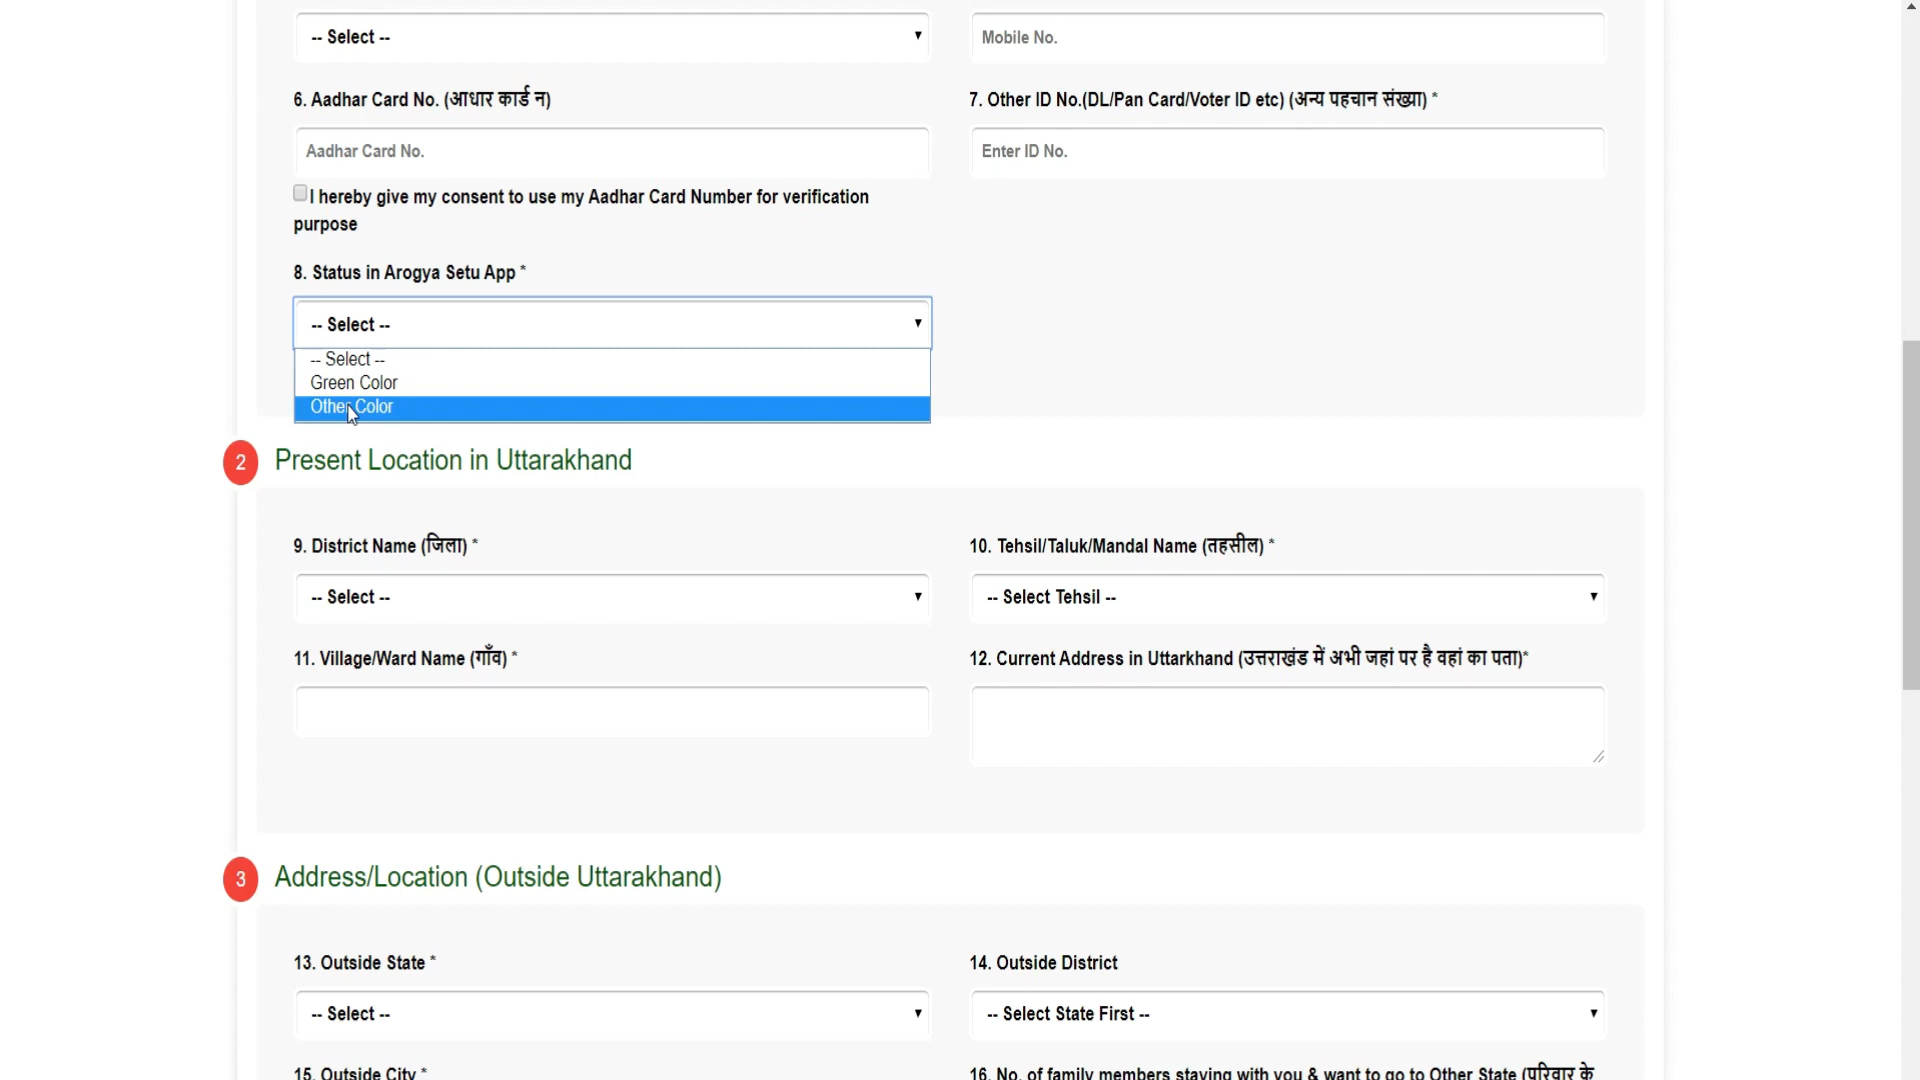 -- Select --
Mobile No.
6. Aadhar Card No. (आधार कार्ड न)
7. Other ID No.(DL/Pan Card/Voter ID etc) (अन्य पहचान संख्या) *
Aadhar Card No.
Enter ID No.
I hereby give my consent to use my Aadhar Card Number for verification
purpose
8. Status in Arogya Setu App *
-- Select --
-- Select --
Green Color
Other Color
2
Present Location in Uttarakhand
9. District Name (जिला) *
10. Tehsil/Taluk/Mandal Name (तहसील) *
-- Select --
-- Select Tehsil --
11. Village/Ward Name (गाँव) *
12. Current Address in Uttarkhand (उत्तराखंड में अभी जहां पर है वहां का पता)*
3
Address/Location (Outside Uttarakhand)
13. Outside State *
14. Outside District
-- Select --
-- Select State First --
15. Outside City *
16. No. of family members staying with you & want to go to Other State (परिवार के